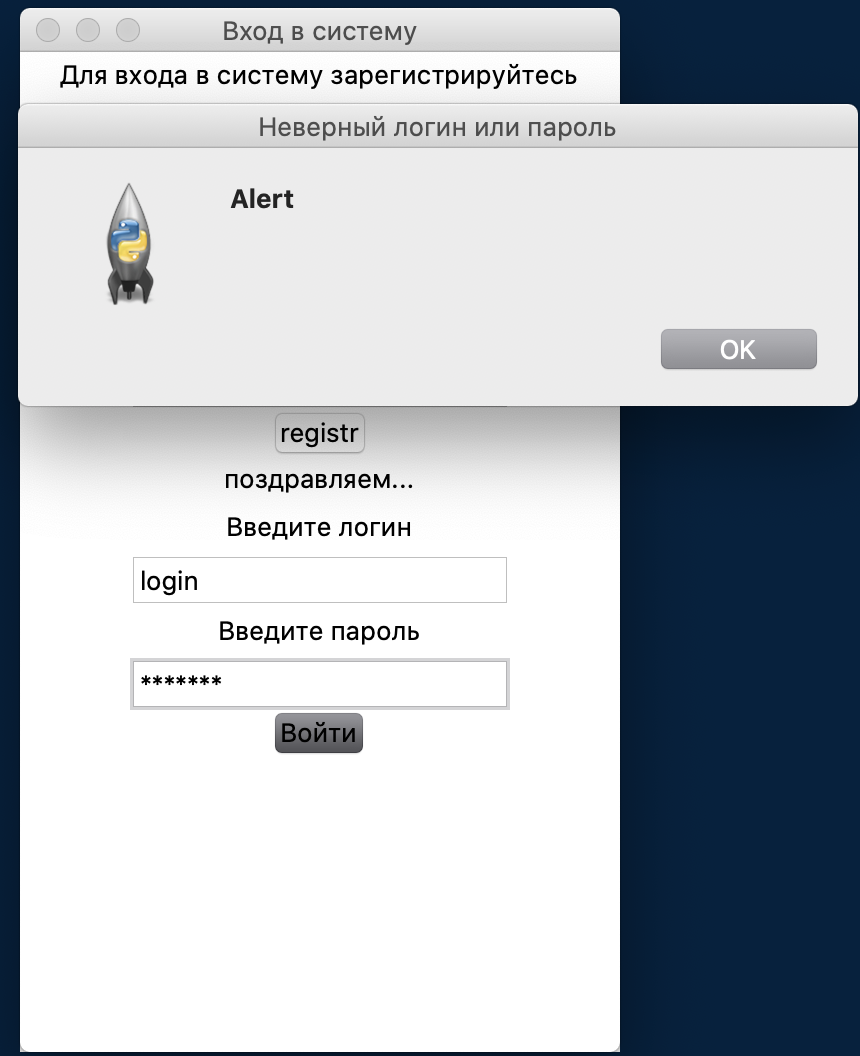 Вход в систему
Для входа в систему зарегистрируйтесь
Неверный логин или пароль
Alert
OK
registr
поздравляем...
Введите логин
login
Введите пароль
*******
Войти